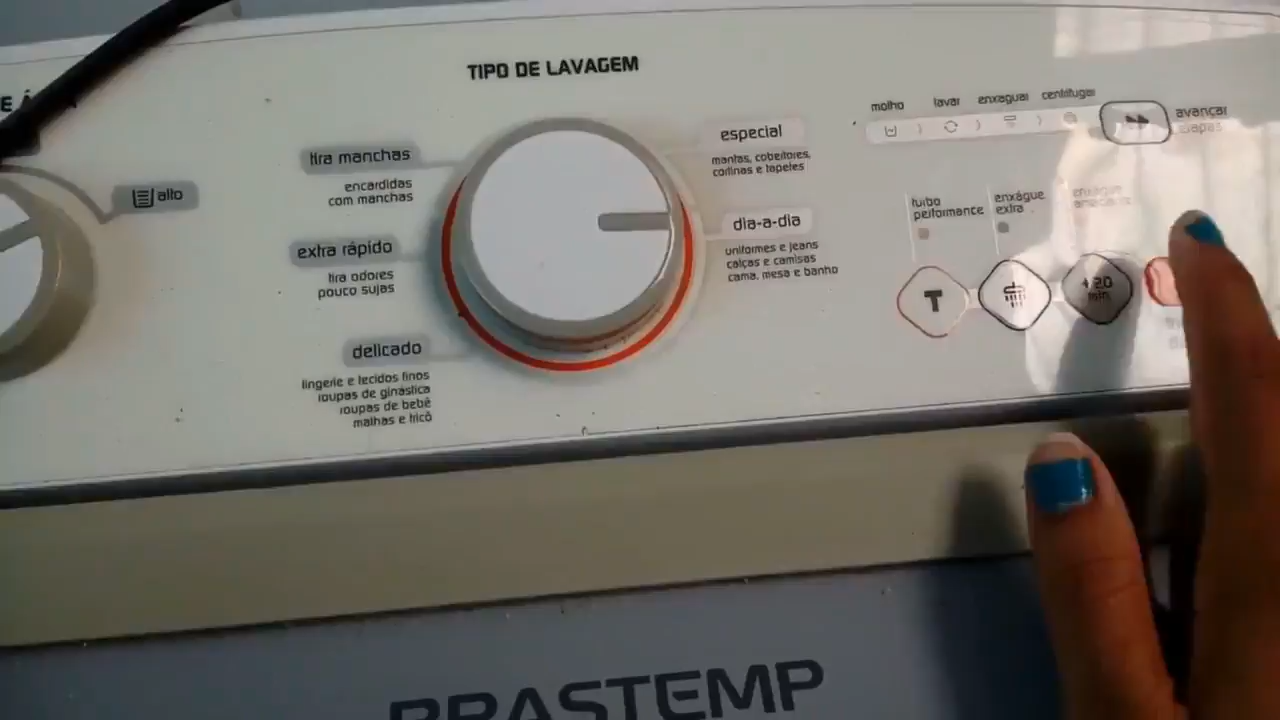 TIPO DE LAVAGEM
alto
tira manchas
encardidas
com manchas
extra rápido
tira odores
pouco sujas
delicado
lingerie e tecidos finos
roupas de ginástica
roupas de bebê
malhas e tricô
especial
mantas, cobertores,
cortinas e tapetes
dia-a-dia
uniformes e jeans
calças e camisas
cama, mesa e banho
molho lavar enxaguar centrifugar
avançar
etapas
turbo
performance
enxágue
extra
enxágue
T
+20
min
BRASTEMP